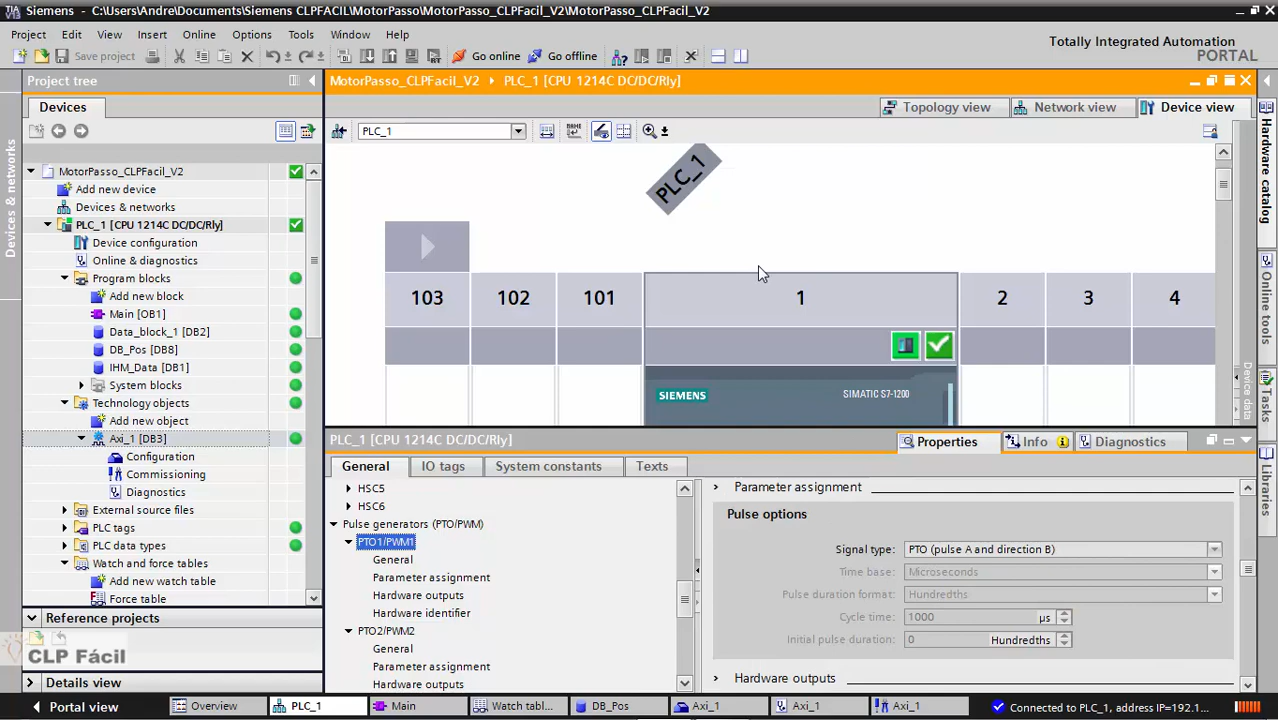 Siemens - C:\Users\Andre\Documents\Siemens CLPFACIL\MotorPasso\MotorPasso_CLPFacil_V2\MotorPasso_CLPFacil_V2
Project Edit View Insert Online Options Tools Window Help
Totally Integrated Automation
PORTAL
Save project
Go online
Go offline
Project tree
MotorPasso_CLPFacil_V2 PLC_1 [CPU 1214C DC/DC/Rly]
Devices
Topology view
Network view
Device view
PLC_1
Devices & networks
MotorPasso_CLPFacil_V2
Add new device
Devices & networks
PLC_1 [CPU 1214C DC/DC/Rly]
Device configuration
Online & diagnostics
Program blocks
Add new block
Main [OB1]
Data_block_1 [DB2]
DB_Pos [DB8]
IHM_Data [DB1]
System blocks
Technology objects
Add new object
Axi_1 [DB3]
Configuration
Commissioning
Diagnostics
External source files
PLC tags
PLC data types
Watch and force tables
Add new watch table
Force table
Reference projects
CLP Fácil
Details view
PLC_1
103 102 101 1 2 3 4
SIEMENS
SIMATIC S7-1200
Device data
PLC_1 [CPU 1214C DC/DC/Rly]
Properties
Info
Diagnostics
General
IO tags
System constants
Texts
HSC5
HSC6
Pulse generators (PTO/PWM)
PTO1/PWM1
General
Parameter assignment
Hardware outputs
Hardware identifier
PTO2/PWM2
General
Parameter assignment
Hardware outputs
Parameter assignment
Pulse options
Signal type: PTO (pulse A and direction B)
Time base: Microseconds
Pulse duration format: Hundredths
Cycle time: 1000 µs
Initial pulse duration: 0 Hundredths
Hardware outputs
Hardware catalog
Online tools
Tasks
Libraries
Portal view
Overview
PLC_1
Main
Watch tabl...
DB_Pos
Axi_1
Axi_1
Axi_1
Connected to PLC_1, address IP=192.1...